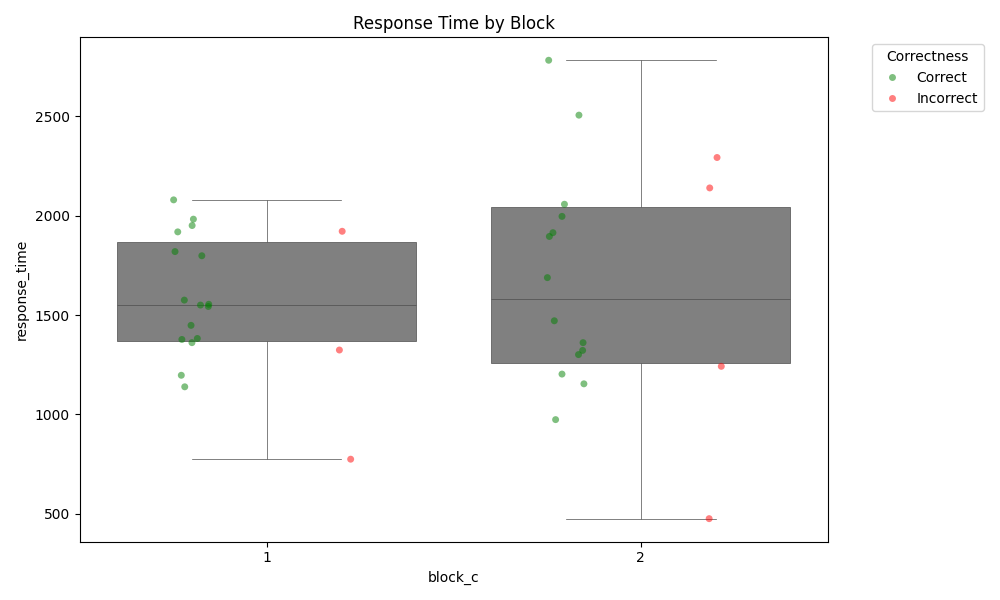 Response Time by Block
Correctness
Correct
Incorrect
2500
2000
1500
1000
500
response_time
1
2
block_c